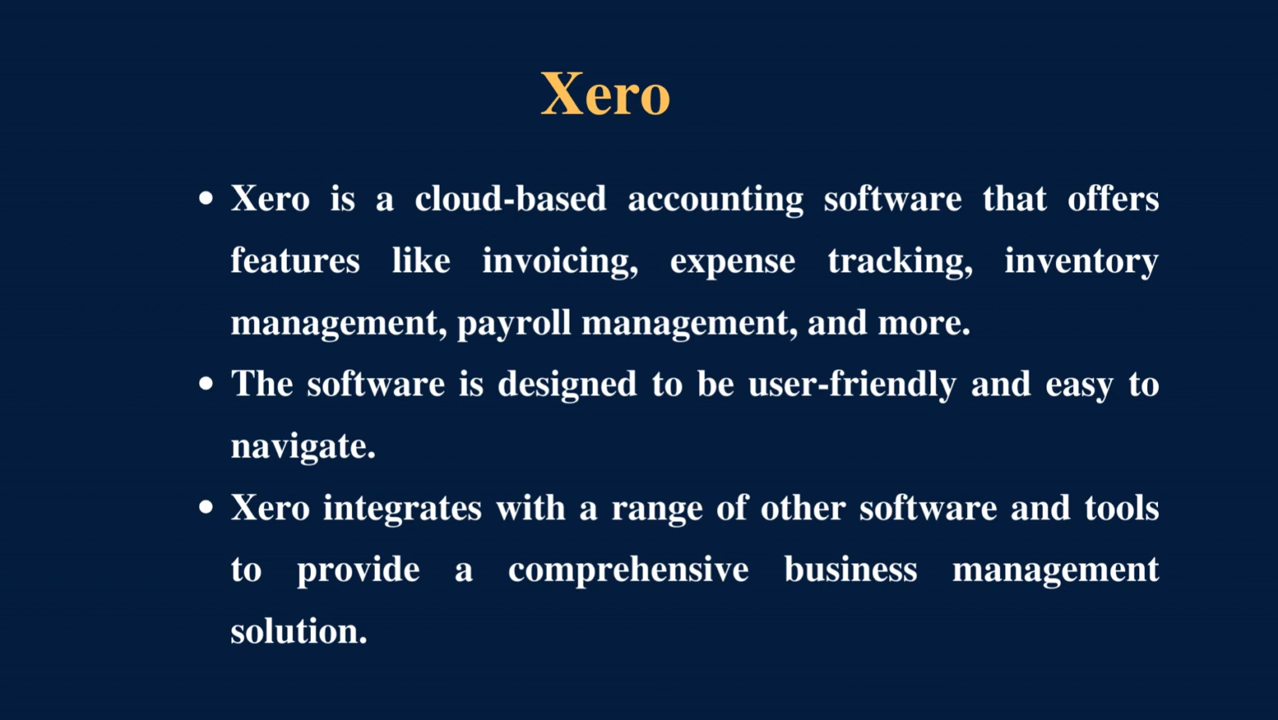 Xero
• Xero is a cloud-based accounting software that offers
features like invoicing, expense tracking, inventory
management, payroll management, and more.
• The software is designed to be user-friendly and easy to
navigate.
• Xero integrates with a range of other software and tools
to provide a comprehensive business management
solution.